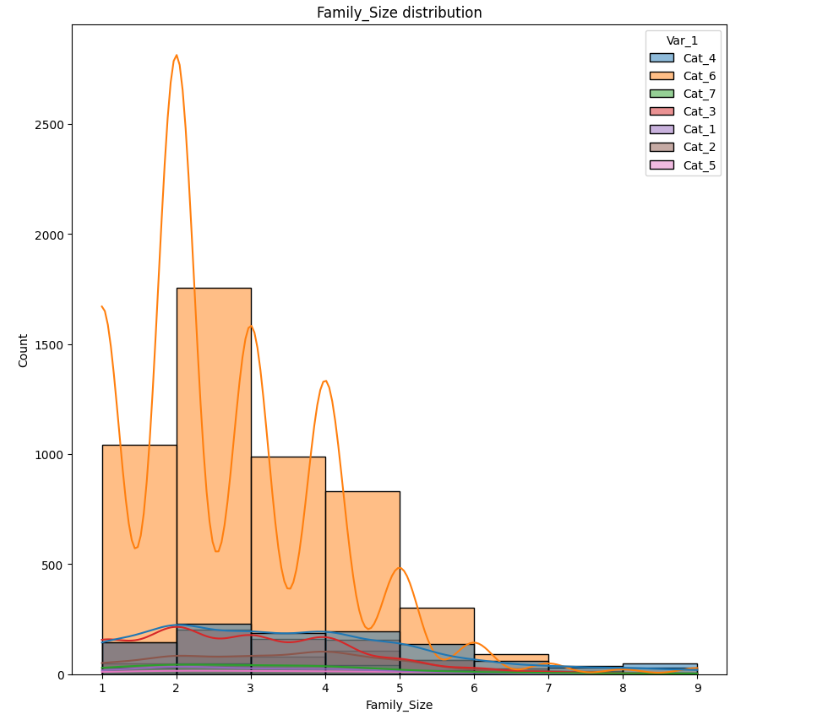 Family_Size distribution
Var_1
Cat_4
Cat_6
Cat_7
Cat_3
Cat_1
Cat_2
Cat_5
Count
2500
2000
1500
1000
500
0
1 2 3 4 5 6 7 8 9
Family_Size